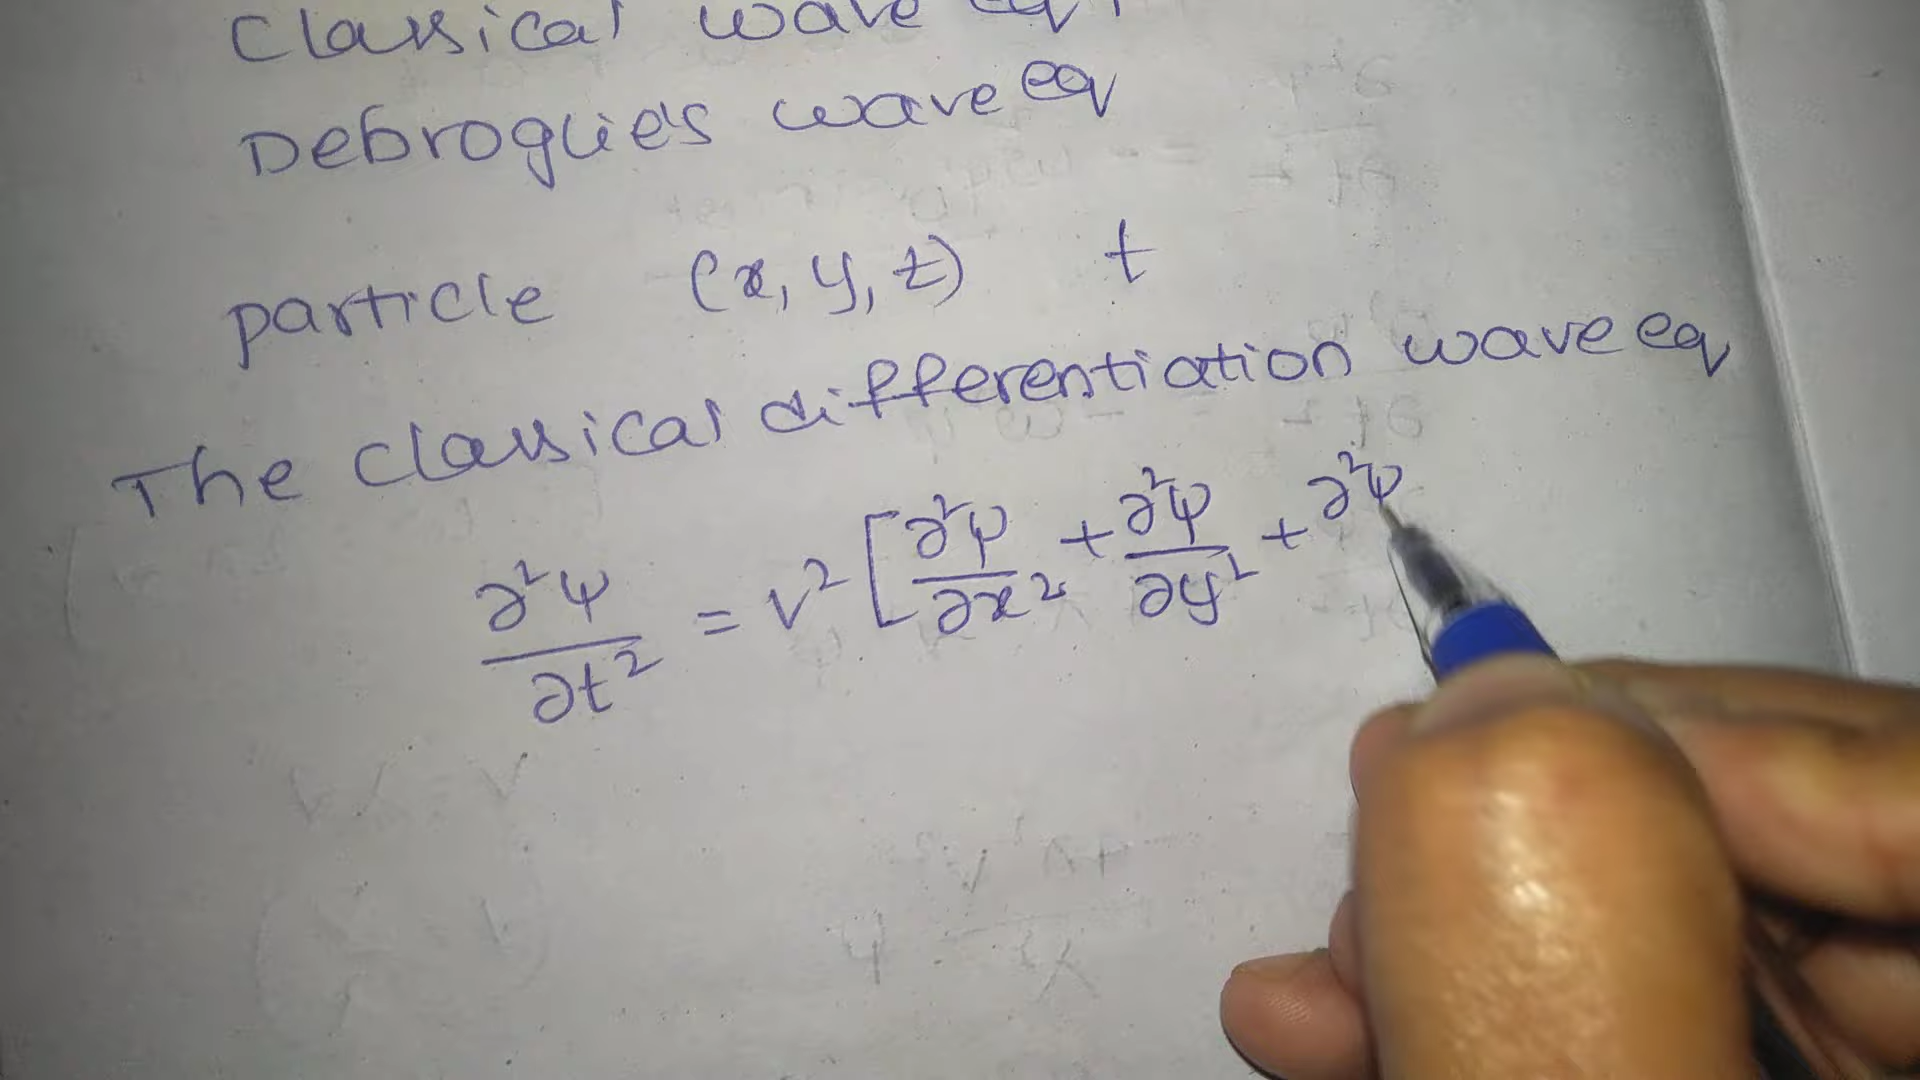 Classical wave eq
Debroglie's wave eq
particle (x, y, z) t
The classical differentiation wave eq
∂²ψ/∂t² = v² [∂²ψ/∂x² + ∂²ψ/∂y² + ∂²ψ